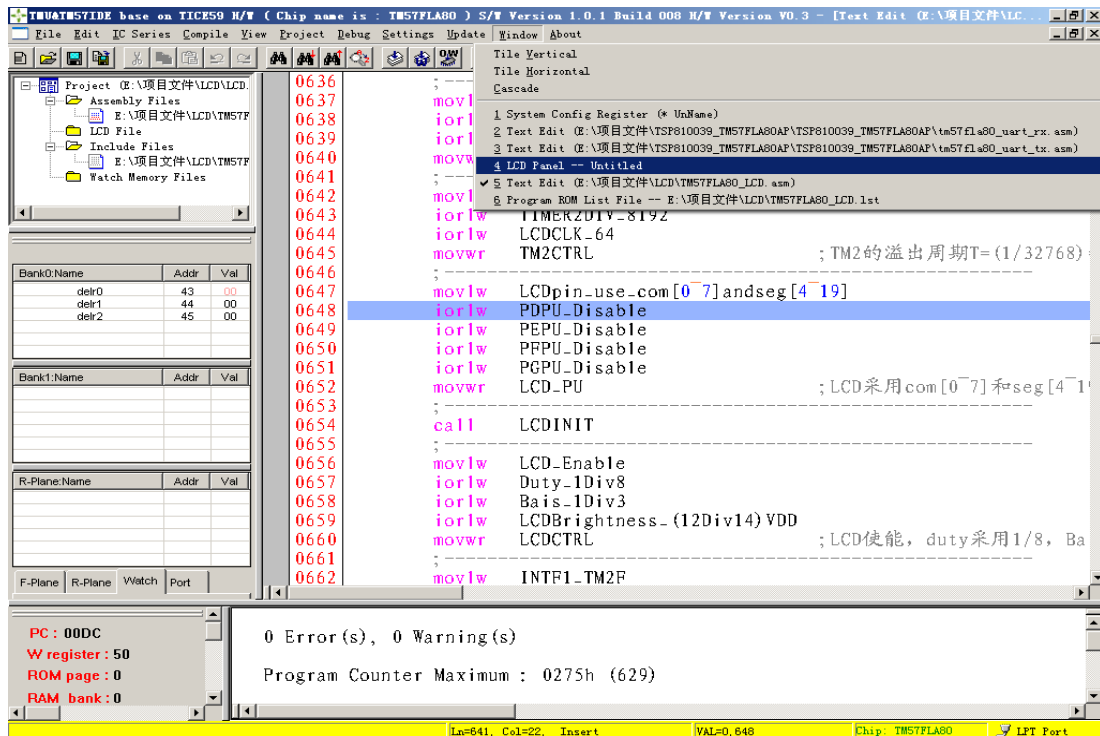 TMU&TM57IDE base on TICE59 H/W ( Chip name is : TM57FLA80 ) S/W Version 1.0.1 Build 008 H/W Version V0.3 - [Text Edit (E:\项目文件\LC...
File Edit IC Series Compile View Project Debug Settings Update Window About
Tile Vertical
Tile Horizontal
Cascade
1 System Config Register (* UnName)
2 Text Edit (E:\项目文件\TSP810039_TM57FLA80AP\TSP810039_TM57FLA80AP\tm57fla80_uart_rx.asm)
3 Text Edit (E:\项目文件\TSP810039_TM57FLA80AP\TSP810039_TM57FLA80AP\tm57fla80_uart_tx.asm)
4 LCD Panel -- Untitled
✓ 5 Text Edit (E:\项目文件\LCD\TM57FLA80_LCD.asm)
6 Program ROM List File -- E:\项目文件\LCD\TM57FLA80_LCD.lst
Project (E:\项目文件\LCD\LCD.
Assembly Files
E:\项目文件\LCD\TM57F
LCD File
Include Files
E:\项目文件\LCD\TM57F
Watch Memory Files
Bank0:Name Addr Val
delr0 43 00
delr1 44 00
delr2 45 00
Bank1:Name Addr Val
R-Plane:Name Addr Val
F-Plane R-Plane Watch Port
0636 ;---
0637 movl
0638 iorl
0639 iorl
0640 movw
0641 ;---
0642 movl
0643 iorlw TIMER2DIV_8192
0644 iorlw LCDCLK_64
0645 movwr TM2CTRL ;TM2的溢出周期T=(1/32768)
0646 ;------------------------------------------------------------
0647 movlw LCDpin_use_com[0~7]andseg[4~19]
0648 iorlw PDPU_Disable
0649 iorlw PEPU_Disable
0650 iorlw PFPU_Disable
0651 iorlw PGPU_Disable
0652 movwr LCD_PU ;LCD采用com[0~7]和seg[4~1
0653 ;------------------------------------------------------------
0654 call LCDINIT
0655 ;------------------------------------------------------------
0656 movlw LCD_Enable
0657 iorlw Duty_1Div8
0658 iorlw Bais_1Div3
0659 iorlw LCDBrightness_(12Div14)VDD
0660 movwr LCDCTRL ;LCD使能，duty采用1/8，Ba
0661 ;------------------------------------------------------------
0662 movlw INTF1_TM2F
PC : 00DC
W register : 50
ROM page : 0
RAM bank : 0
0 Error(s), 0 Warning(s)
Program Counter Maximum : 0275h (629)
Ln=641, Col=22, Insert VAL=0,648 Chip: TM57FLA80 LPT Port